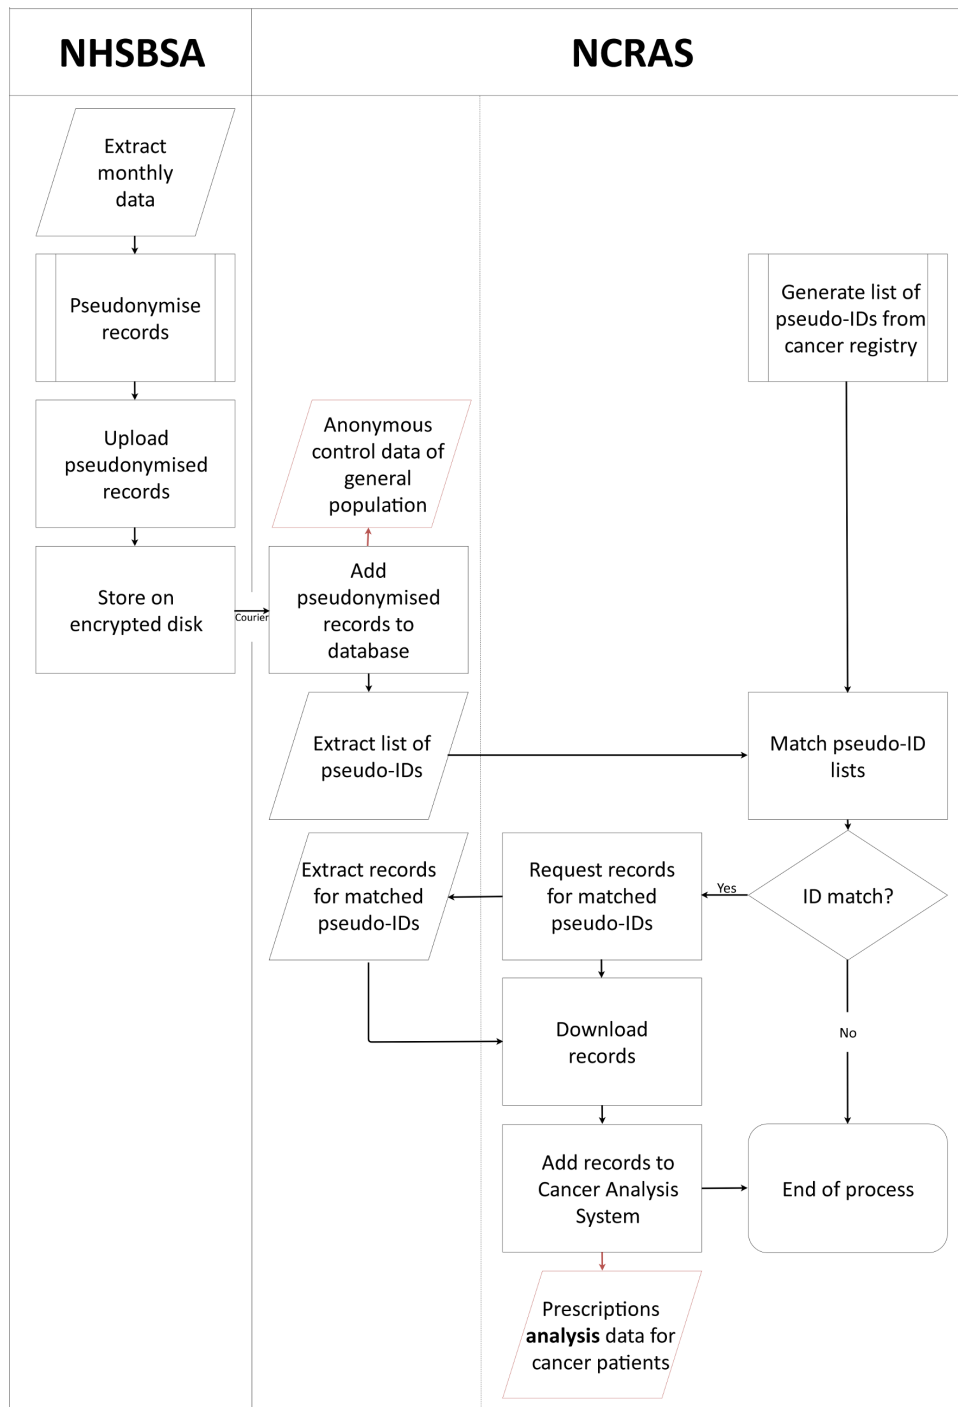 NHSBSA
NCRAS
Extract
monthly
data
Pseudonymise
records
Generate list of
pseudo-IDs from
cancer registry
Upload
pseudonymised
records
Anonymous
control data of
general
population
Store on
encrypted disk
Courier
Add
pseudonymised
records to
database
Extract list of
pseudo-IDs
Match pseudo-ID
lists
Extract records
for matched
pseudo-IDs
Request records
for matched
pseudo-IDs
Yes
ID match?
Download
records
No
Add records to
Cancer Analysis
System
End of process
Prescriptions
analysis data for
cancer patients